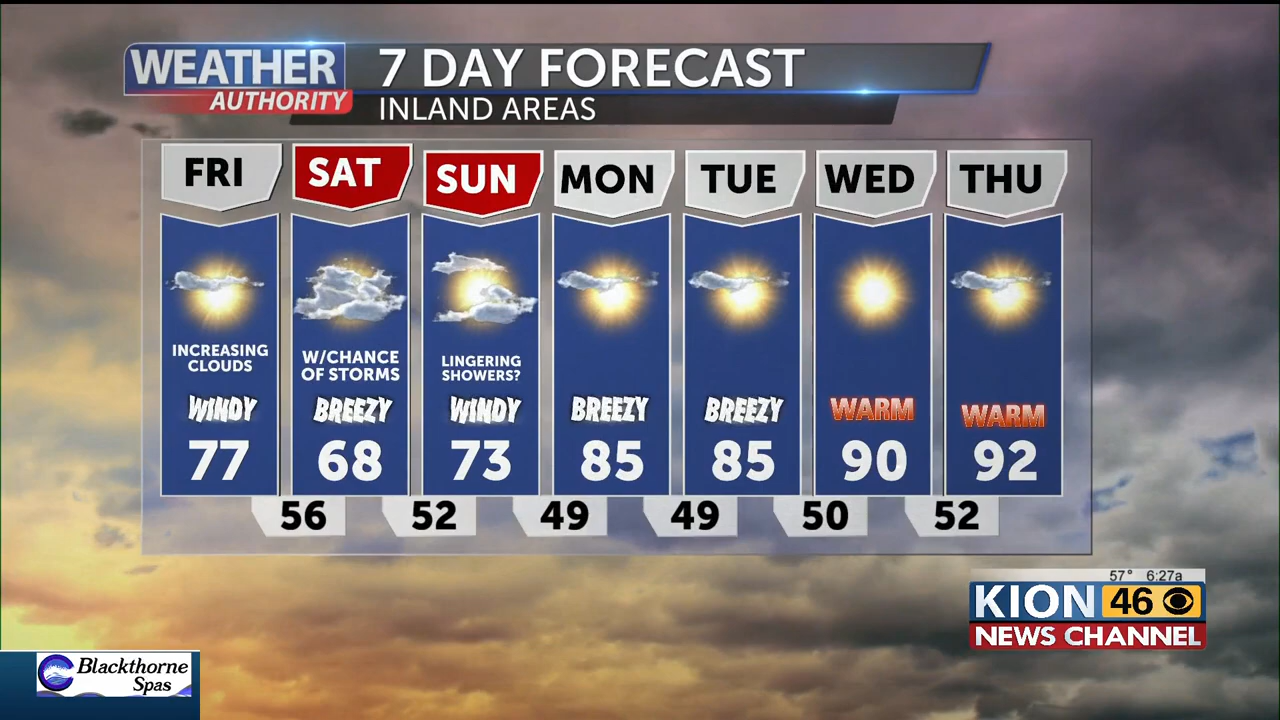 WEATHER
AUTHORITY
7 DAY FORECAST
INLAND AREAS
FRI
SAT
SUN
MON
TUE
WED
THU
INCREASING
CLOUDS
WINDY
77
W/CHANCE
OF STORMS
BREEZY
68
LINGERING
SHOWERS?
WINDY
73
BREEZY
85
BREEZY
85
WARM
90
WARM
92
56
52
49
49
50
52
57° 6:27a
KION 46
NEWS CHANNEL
Blackthorne
Spas